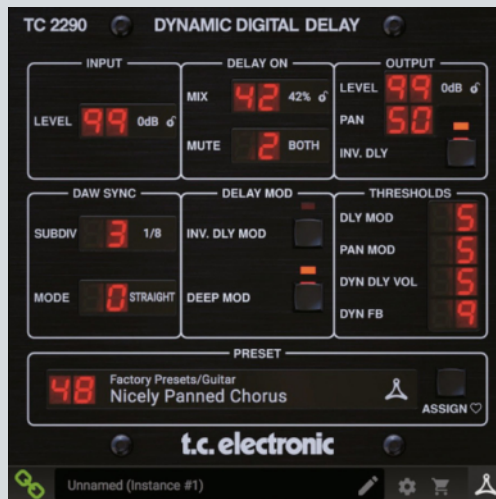 TC 2290 DYNAMIC DIGITAL DELAY
INPUT
LEVEL 99 0dB
DELAY ON
MIX 42 42%
MUTE 2 BOTH
OUTPUT
LEVEL 99 0dB
PAN 50
INV. DLY
DAW SYNC
SUBDIV 3 1/8
MODE 0 STRAIGHT
DELAY MOD
INV. DLY MOD
DEEP MOD
THRESHOLDS
DLY MOD 5
PAN MOD 5
DYN DLY VOL 5
DYN FB 9
PRESET
48 Factory Presets/Guitar
Nicely Panned Chorus
ASSIGN
t.c. electronic
Unnamed (Instance #1)